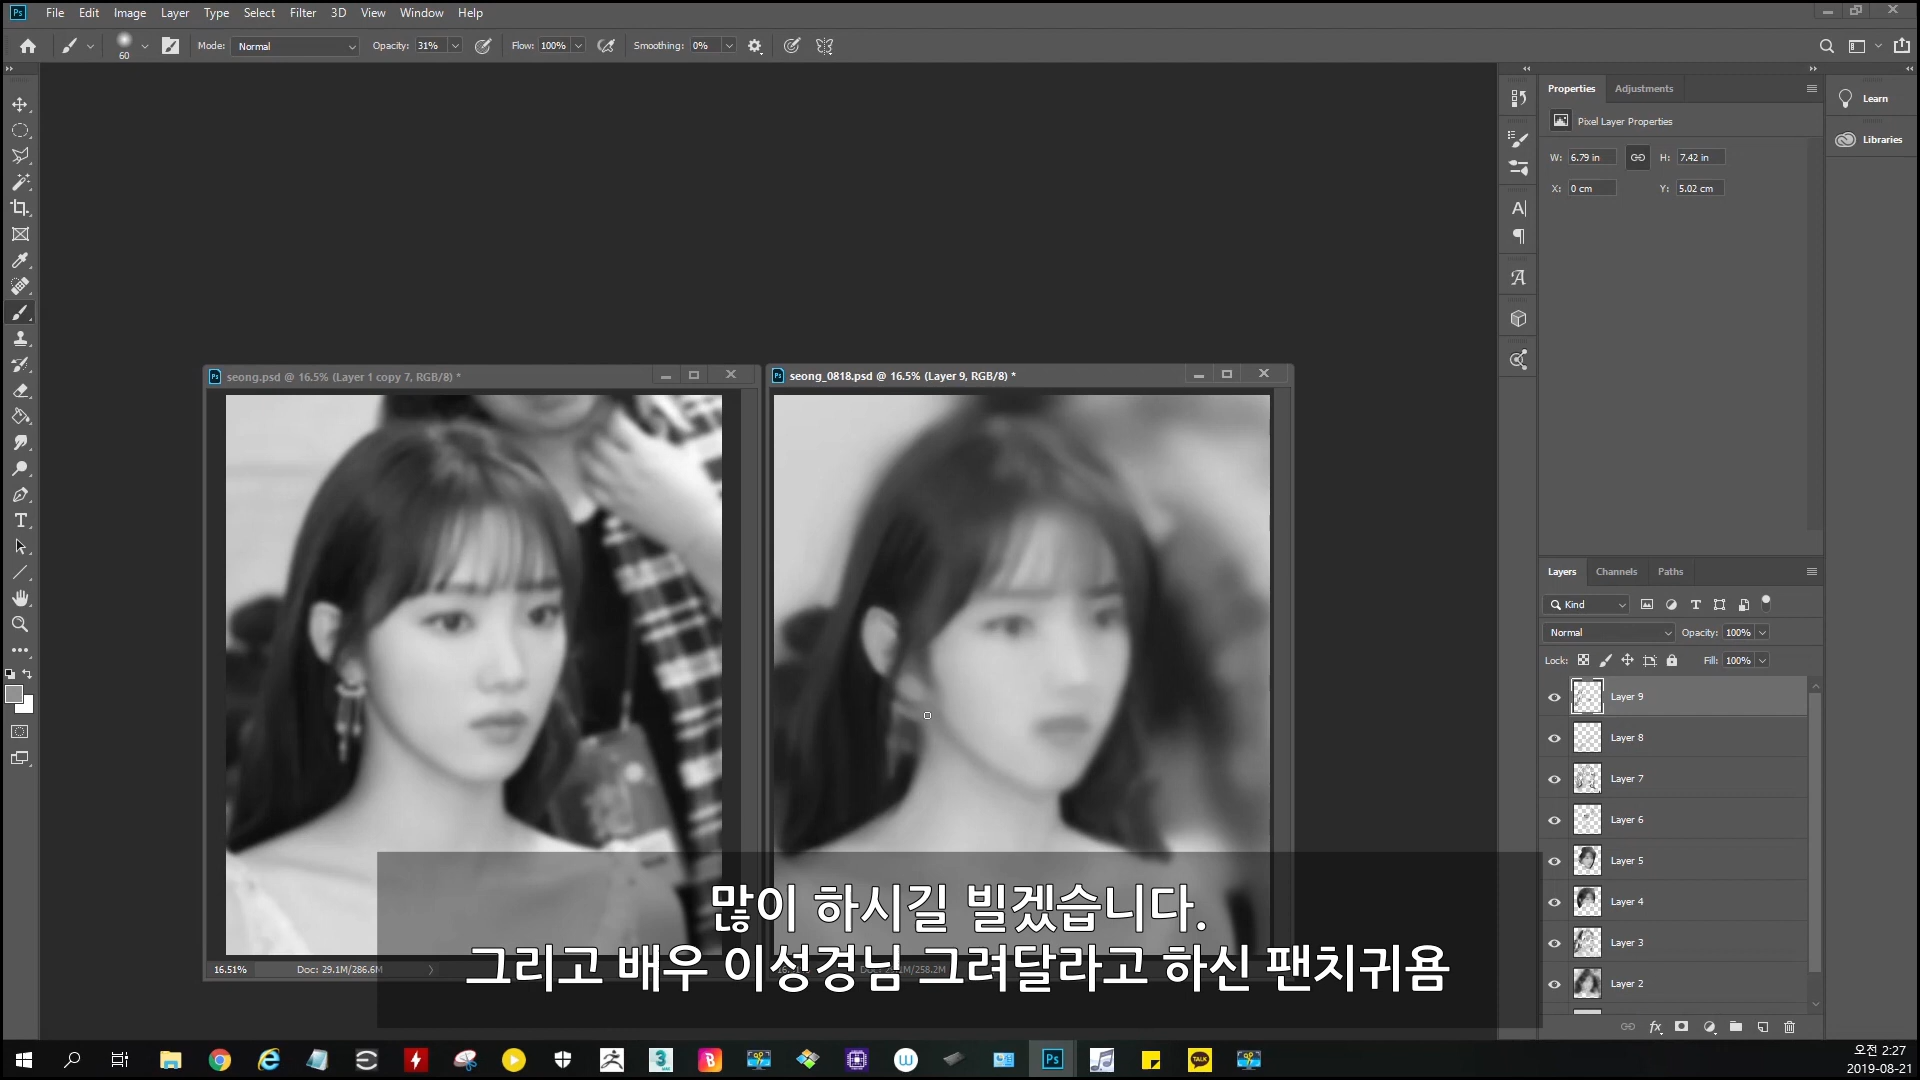 Ps File Edit Image Layer Type Select Filter 3D View Window Help
60 Mode: Normal Opacity: 31% Flow: 100% Smoothing: 0%
Properties Adjustments
Learn
Pixel Layer Properties
Libraries
W: 6.79 in H: 7.42 in
X: 0 cm Y: 5.02 cm
seong.psd @ 16.5% (Layer 1 copy 7, RGB/8) *
seong_0818.psd @ 16.5% (Layer 9, RGB/8) *
Layers Channels Paths
Kind
Normal Opacity: 100%
Lock: Fill: 100%
Layer 9
Layer 8
Layer 7
Layer 6
Layer 5
Layer 4
Layer 3
Layer 2
많이 하시길 빌겠습니다.
그리고 배우 이성경님 그려달라고 하신 팬치귀욤
16.51% Doc: 29.1M/286.6M
오전 2:27
2019-08-21